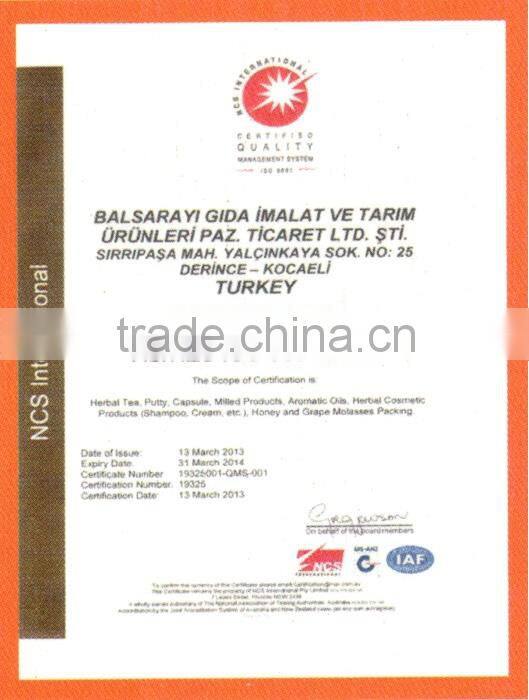 NCS INTERNATIONAL
CERTIFIED
QUALITY
MANAGEMENT SYSTEM
ISO 9001
BALSARAYI GIDA İMALAT VE TARIM
ÜRÜNLERİ PAZ. TİCARET LTD. ŞTİ.
SIRRIPAŞA MAH. YALÇINKAYA SOK. NO: 25
DERİNCE – KOCAELİ
TURKEY
trade.china.cn
NCS International
The Scope of Certification is:
Herbal Tea, Putty, Capsule, Milled Products, Aromatic Oils, Herbal Cosmetic
Products (Shampoo, Cream, etc.), Honey and Grape Molasses Packing
Date of Issue: 13 March 2013
Expiry Date: 31 March 2014
Certificate Number 19325001-QMS-001
Certification Number: 19325
Certification Date: 13 March 2013
On behalf of the board members
NCS
INTERNATIONAL
IAF